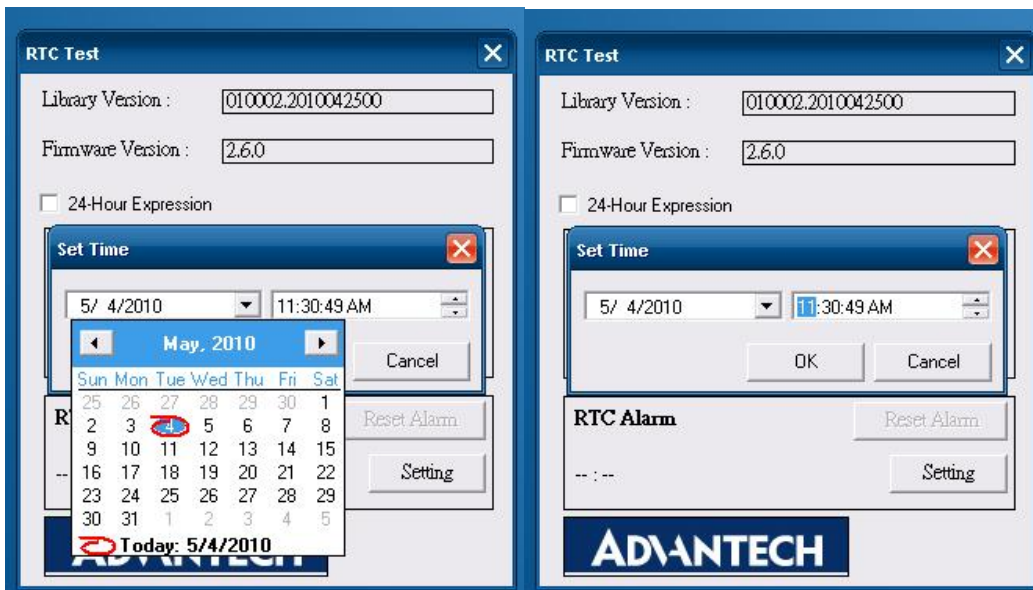 RTC Test
Library Version : 010002.2010042500
Firmware Version : 2.6.0
24-Hour Expression
Set Time
5/ 4/2010 11:30:49 AM
May, 2010
Cancel
Sun Mon Tue Wed Thu Fri Sat
25 26 27 28 29 30 1
2 3 4 5 6 7 8
9 10 11 12 13 14 15
16 17 18 19 20 21 22
23 24 25 26 27 28 29
30 31 1 2 3 4 5
Today: 5/4/2010
Reset Alarm
--
Setting
RTC Test
Library Version : 010002.2010042500
Firmware Version : 2.6.0
24-Hour Expression
Set Time
5/ 4/2010 11:30:49 AM
OK Cancel
RTC Alarm Reset Alarm
-- : -- Setting
ADVANTECH